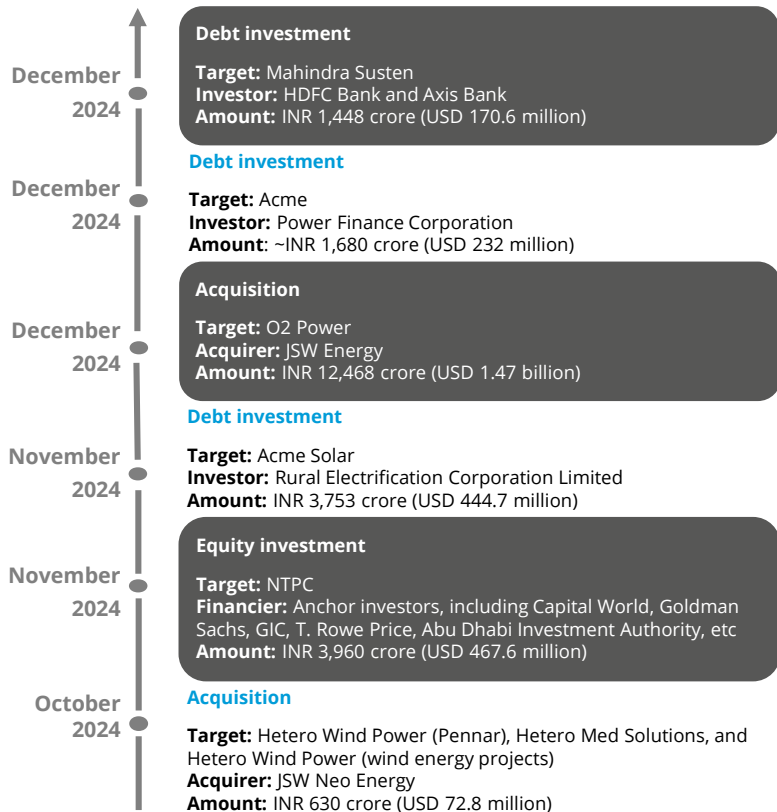 December
2024
Debt investment
Target: Mahindra Susten
Investor: HDFC Bank and Axis Bank
Amount: INR 1,448 crore (USD 170.6 million)
December
2024
Debt investment
Target: Acme
Investor: Power Finance Corporation
Amount: ~INR 1,680 crore (USD 232 million)
December
2024
Acquisition
Target: O2 Power
Acquirer: JSW Energy
Amount: INR 12,468 crore (USD 1.47 billion)
November
2024
Debt investment
Target: Acme Solar
Investor: Rural Electrification Corporation Limited
Amount: INR 3,753 crore (USD 444.7 million)
November
2024
Equity investment
Target: NTPC
Financier: Anchor investors, including Capital World, Goldman
Sachs, GIC, T. Rowe Price, Abu Dhabi Investment Authority, etc
Amount: INR 3,960 crore (USD 467.6 million)
October
2024
Acquisition
Target: Hetero Wind Power (Pennar), Hetero Med Solutions, and
Hetero Wind Power (wind energy projects)
Acquirer: JSW Neo Energy
Amount: INR 630 crore (USD 72.8 million)